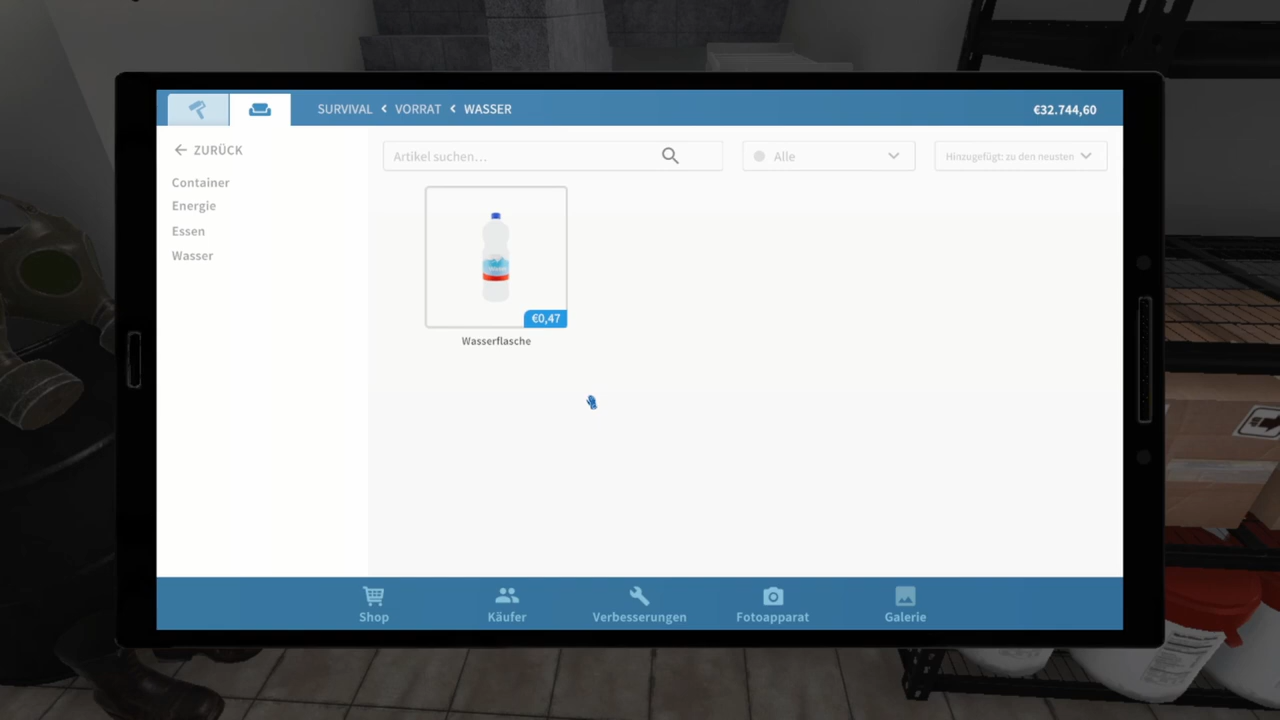 SURVIVAL < VORRAT < WASSER
€32.744,60
ZURÜCK
Container
Energie
Essen
Wasser
Artikel suchen...
Alle
Hinzugefügt: zu den neusten
€0,47
Wasserflasche
Shop
Käufer
Verbesserungen
Fotoapparat
Galerie